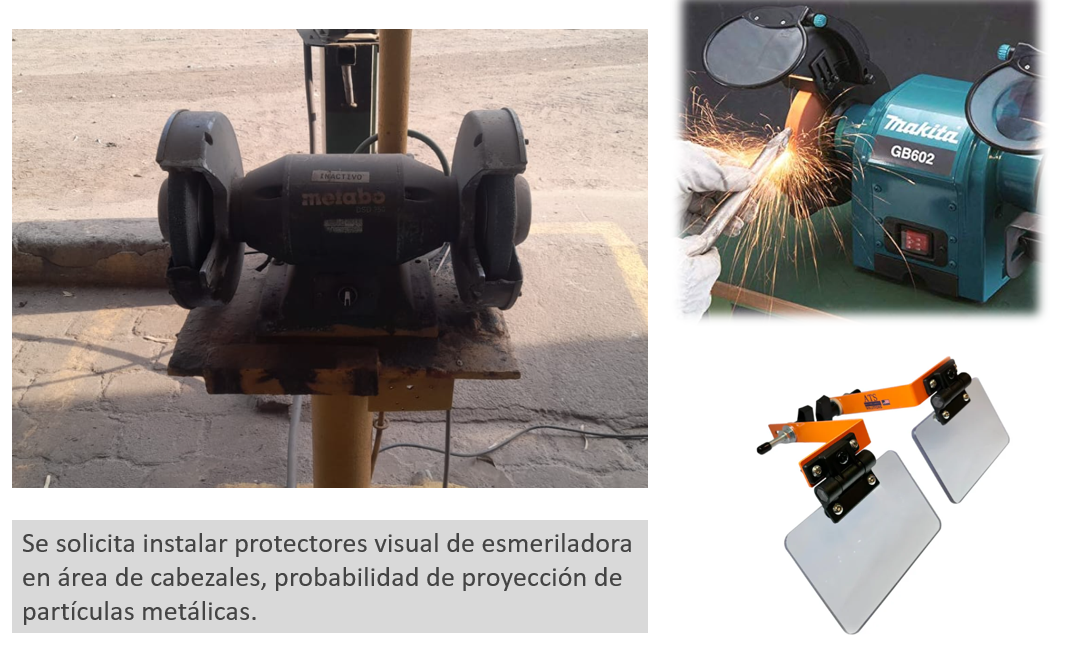 INACTIVO
metabo
makita
GB602
ATS
Se solicita instalar protectores visual de esmeriladora
en área de cabezales, probabilidad de proyección de
partículas metálicas.